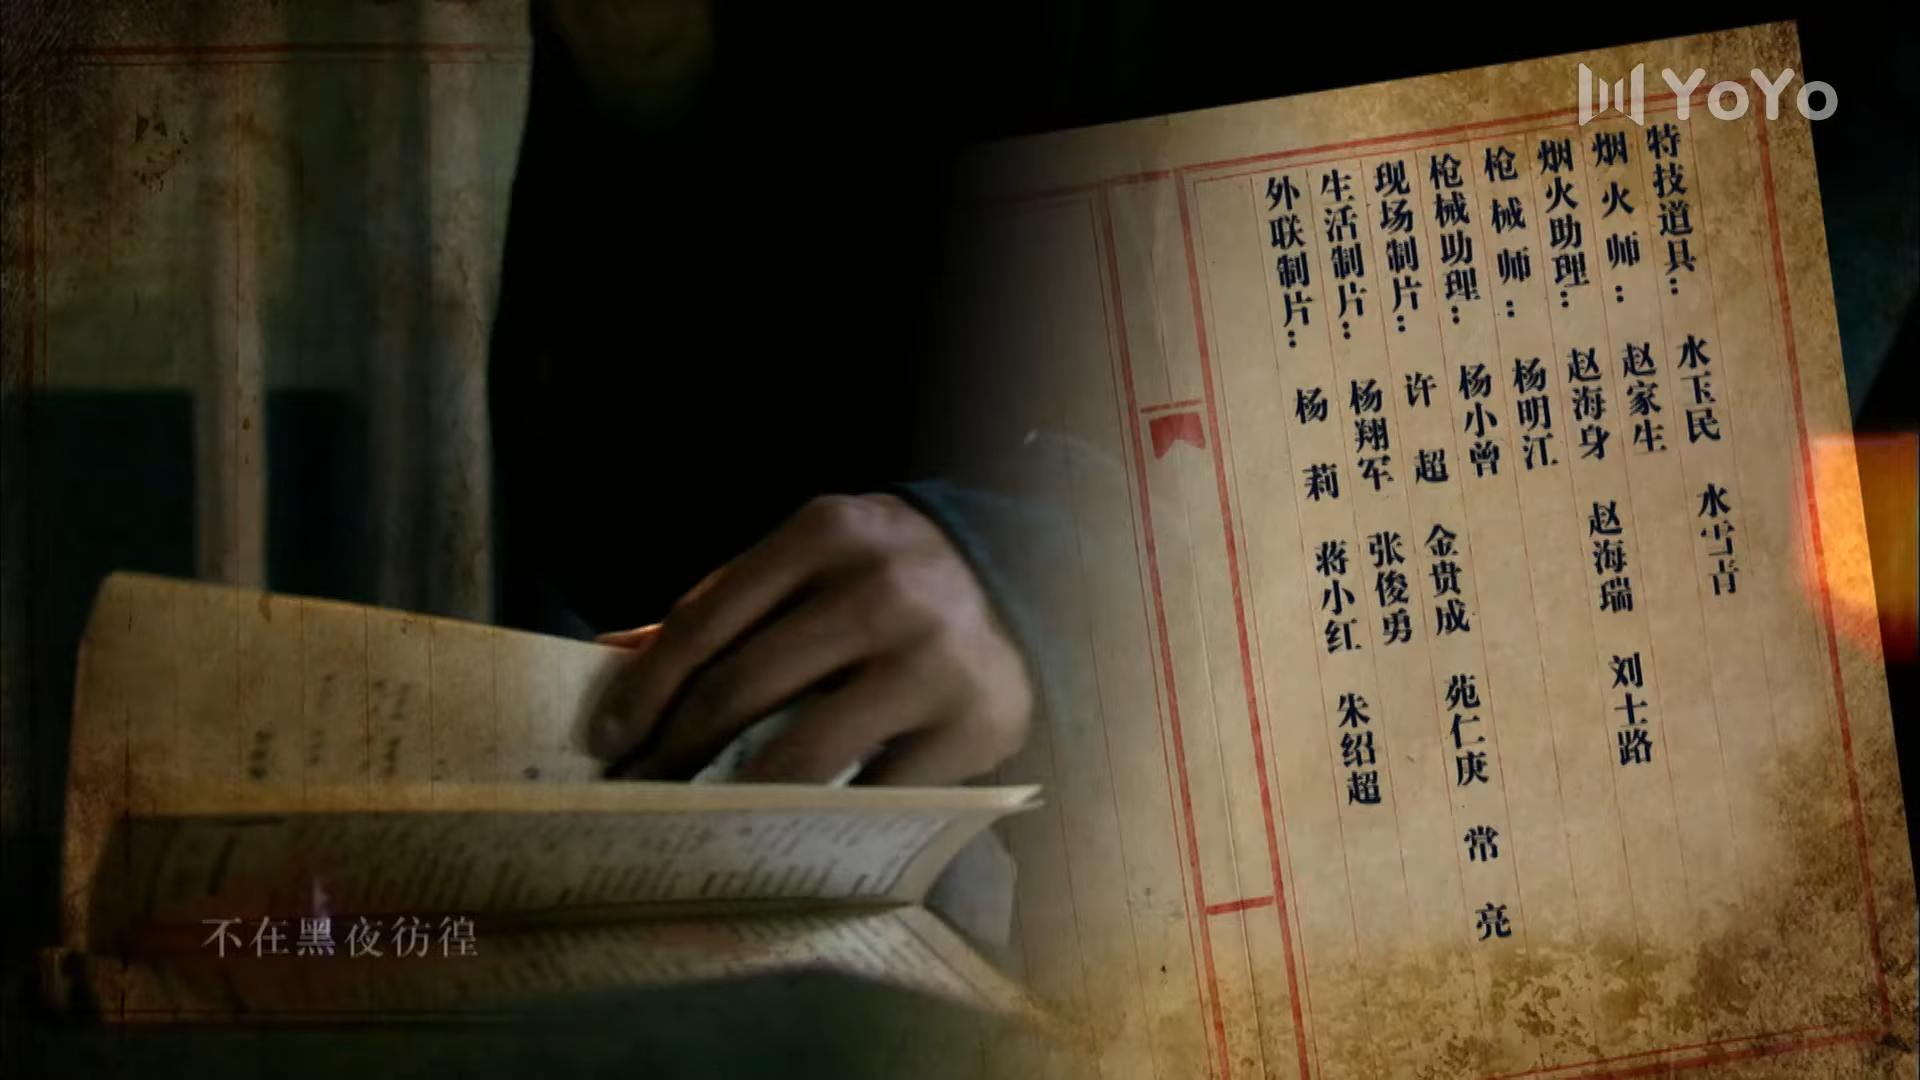 YoYo
特技道具： 水玉民 水雪青
烟火师： 赵家生
烟火助理： 赵海身 赵海瑞 刘士路
枪械师： 杨明江
枪械助理： 杨小曾
现场制片： 许超 金贵成 苑仁庚 常亮
生活制片： 杨翔军 张俊勇
外联制片： 杨莉 蒋小红 朱绍超
不在黑夜彷徨